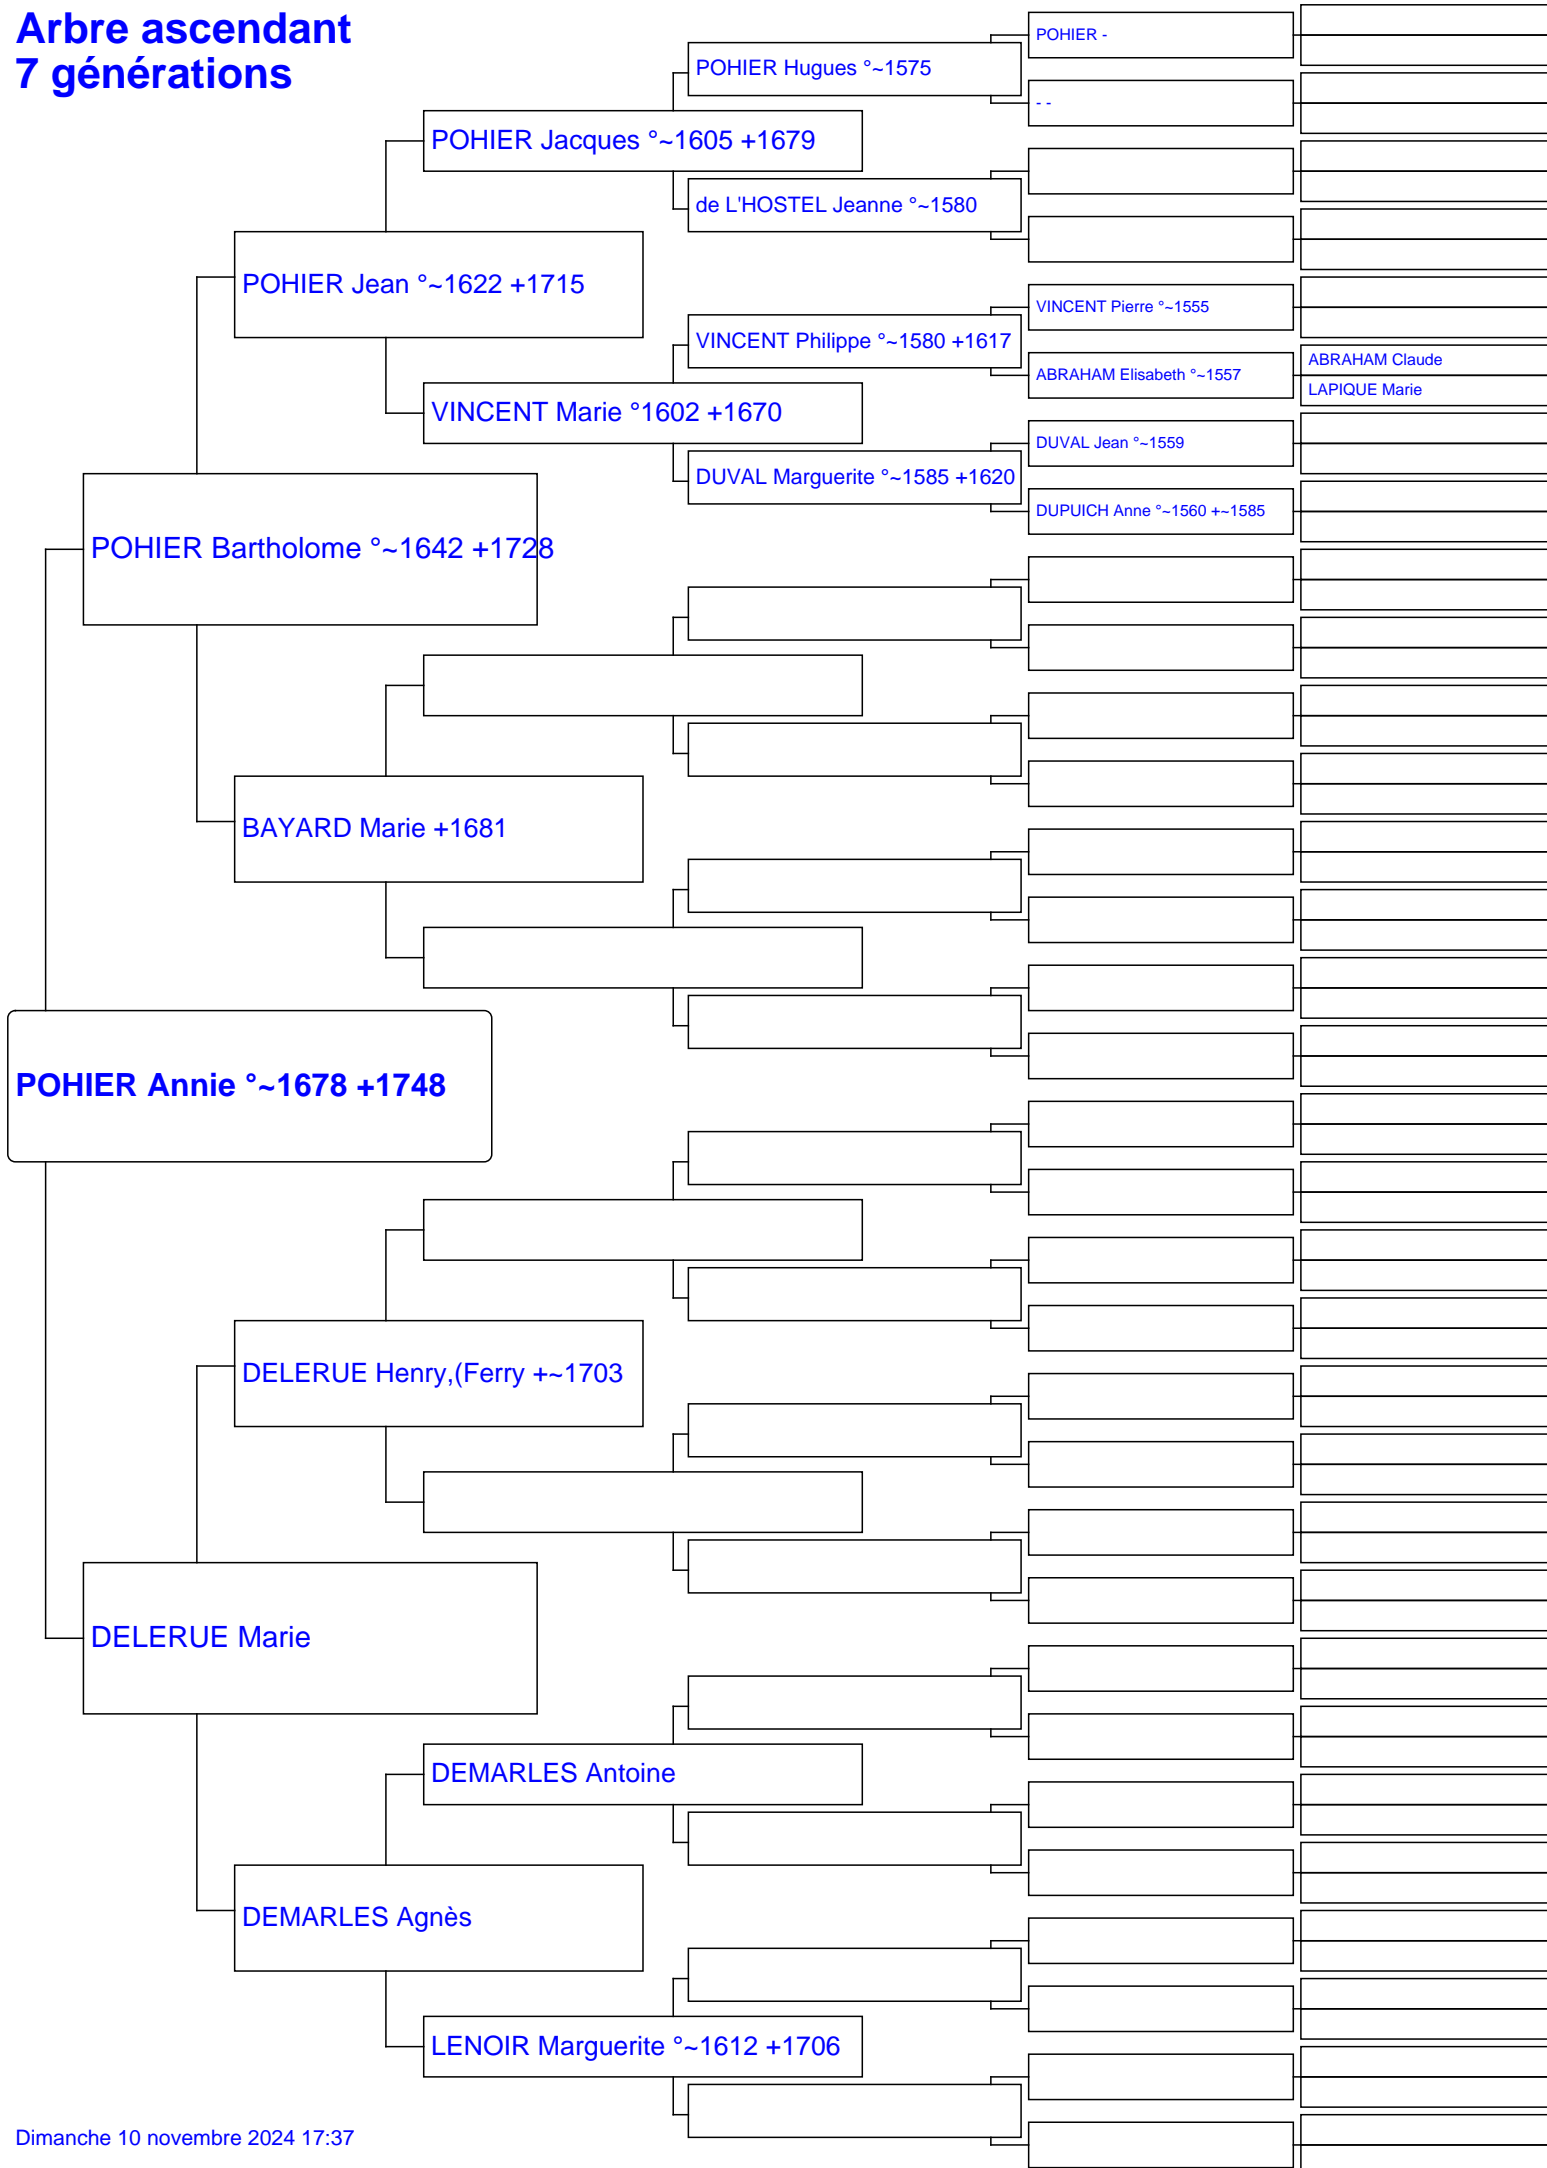 Arbre ascendant
7 générations
POHIER -
POHIER Hugues °~1575
- -
POHIER Jacques °~1605 +1679
de L'HOSTEL Jeanne °~1580
POHIER Jean °~1622 +1715
VINCENT Pierre °~1555
VINCENT Philippe °~1580 +1617
ABRAHAM Claude
ABRAHAM Elisabeth °~1557
LAPIQUE Marie
VINCENT Marie °1602 +1670
DUVAL Jean °~1559
DUVAL Marguerite °~1585 +1620
DUPUICH Anne °~1560 +~1585
POHIER Bartholome °~1642 +1728
BAYARD Marie +1681
POHIER Annie °~1678 +1748
DELERUE Henry,(Ferry +~1703
DELERUE Marie
DEMARLES Antoine
DEMARLES Agnès
LENOIR Marguerite °~1612 +1706
Dimanche 10 novembre 2024 17:37